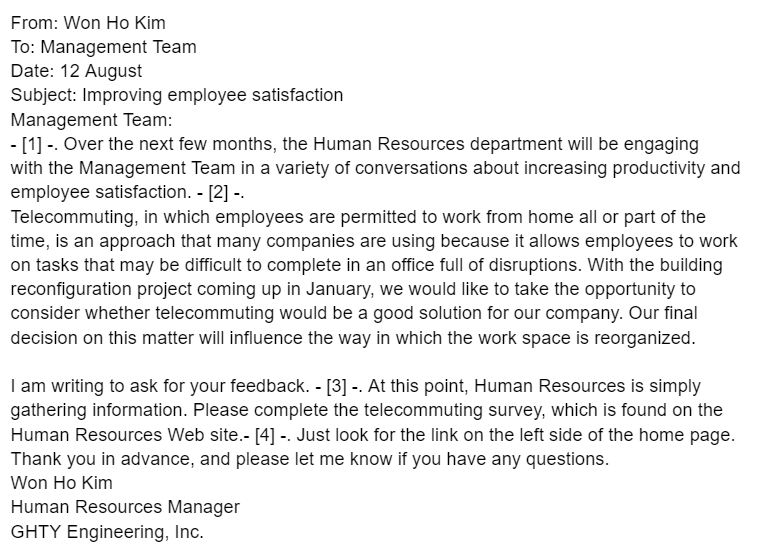 From: Won Ho Kim
To: Management Team
Date: 12 August
Subject: Improving employee satisfaction
Management Team:
- [1] -. Over the next few months, the Human Resources department will be engaging
with the Management Team in a variety of conversations about increasing productivity and
employee satisfaction. - [2] -.
Telecommuting, in which employees are permitted to work from home all or part of the
time, is an approach that many companies are using because it allows employees to work
on tasks that may be difficult to complete in an office full of disruptions. With the building
reconfiguration project coming up in January, we would like to take the opportunity to
consider whether telecommuting would be a good solution for our company. Our final
decision on this matter will influence the way in which the work space is reorganized.
I am writing to ask for your feedback. - [3] -. At this point, Human Resources is simply
gathering information. Please complete the telecommuting survey, which is found on the
Human Resources Web site.- [4] -. Just look for the link on the left side of the home page.
Thank you in advance, and please let me know if you have any questions.
Won Ho Kim
Human Resources Manager
GHTY Engineering, Inc.